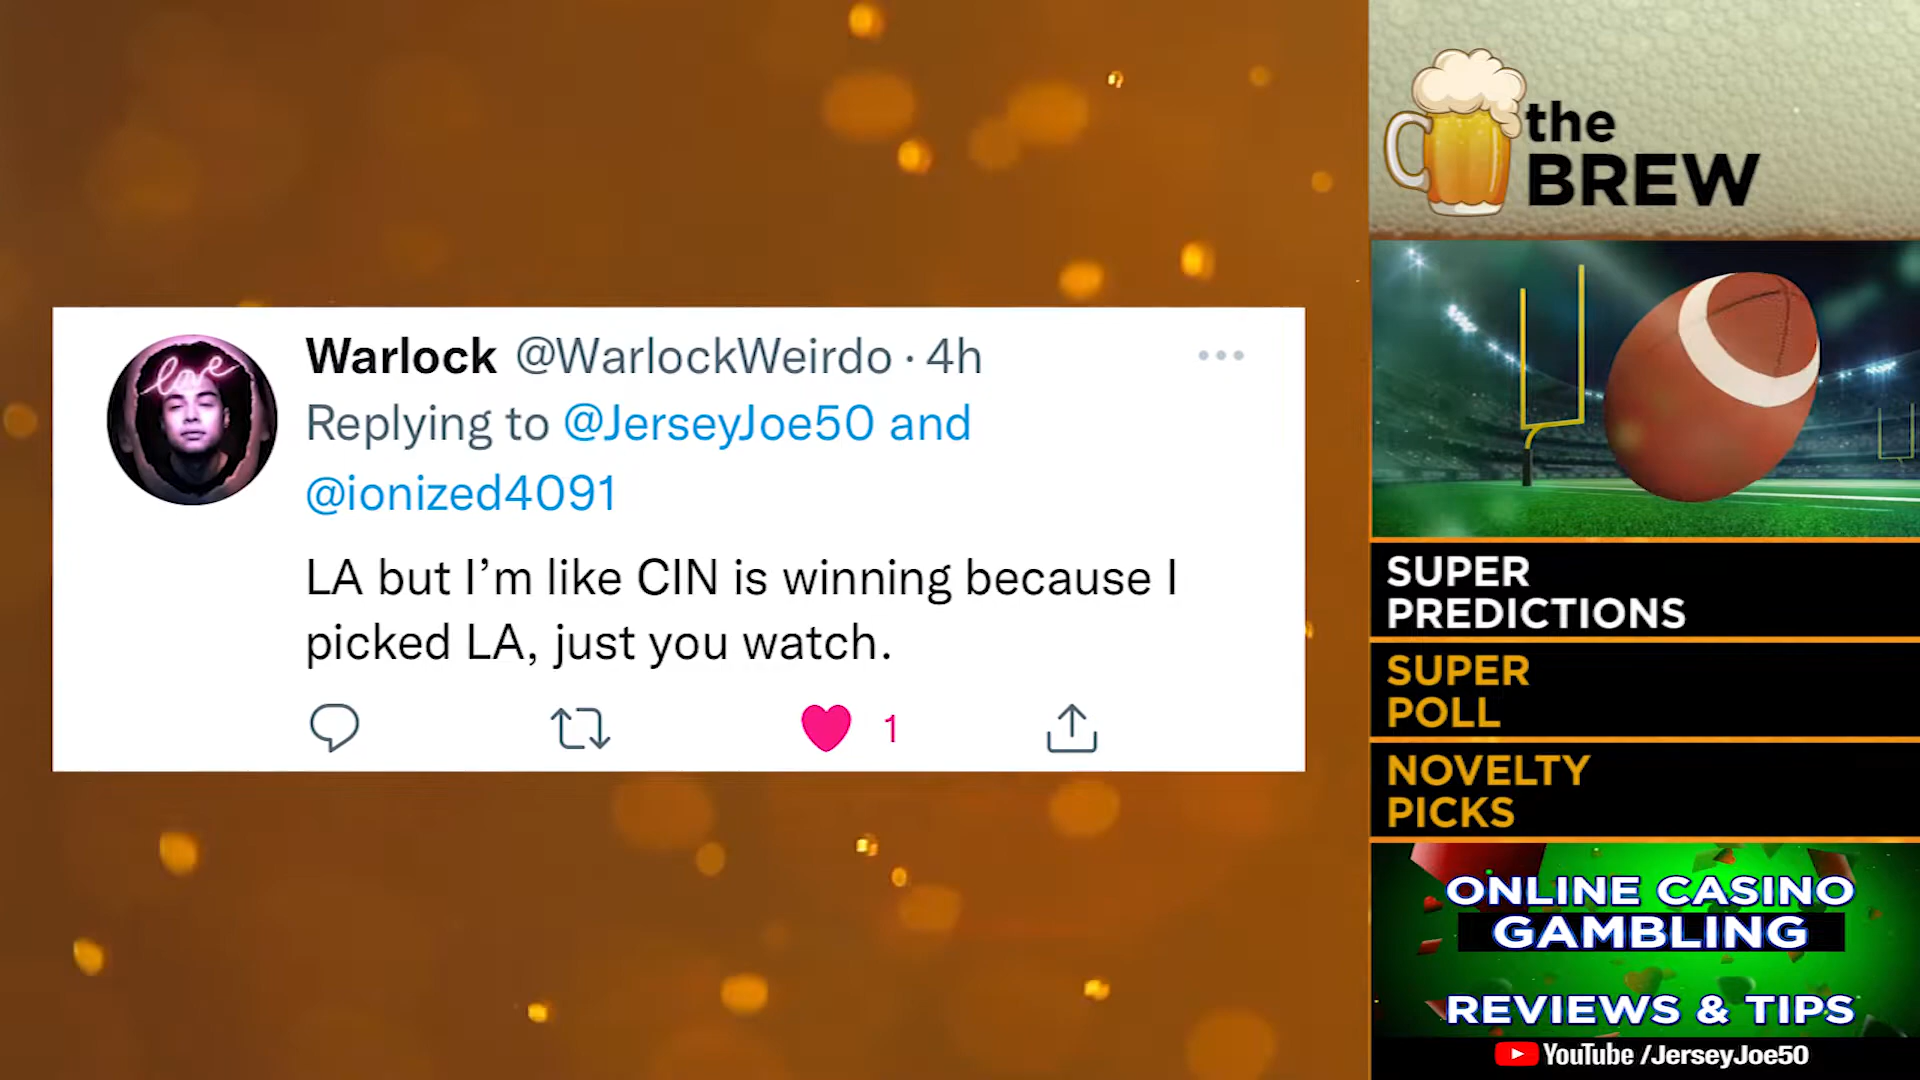 Warlock @WarlockWeirdo · 4h
Replying to @JerseyJoe50 and
@ionized4091
LA but I'm like CIN is winning because I
picked LA, just you watch.
1
love
the
BREW
SUPER
PREDICTIONS
SUPER
POLL
NOVELTY
PICKS
ONLINE CASINO
GAMBLING
REVIEWS & TIPS
YouTube /JerseyJoe50